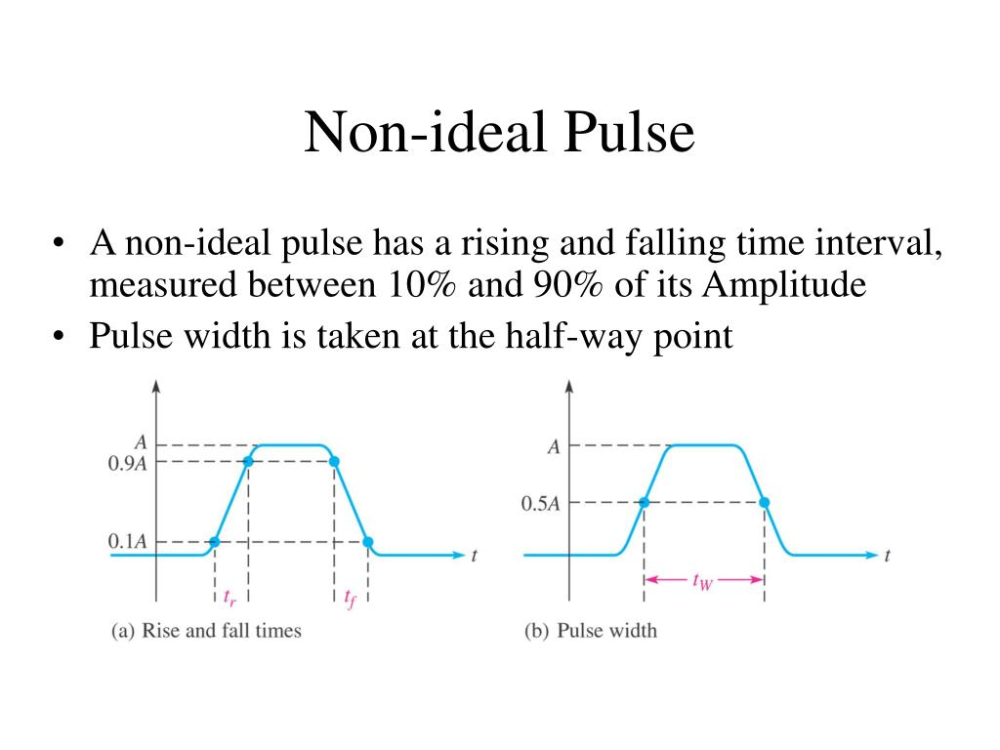 Non-ideal Pulse
• A non-ideal pulse has a rising and falling time interval,
measured between 10% and 90% of its Amplitude
• Pulse width is taken at the half-way point
A
0.9A
0.1A
t
t_r
t_f
(a) Rise and fall times
A
0.5A
t
t_W
(b) Pulse width